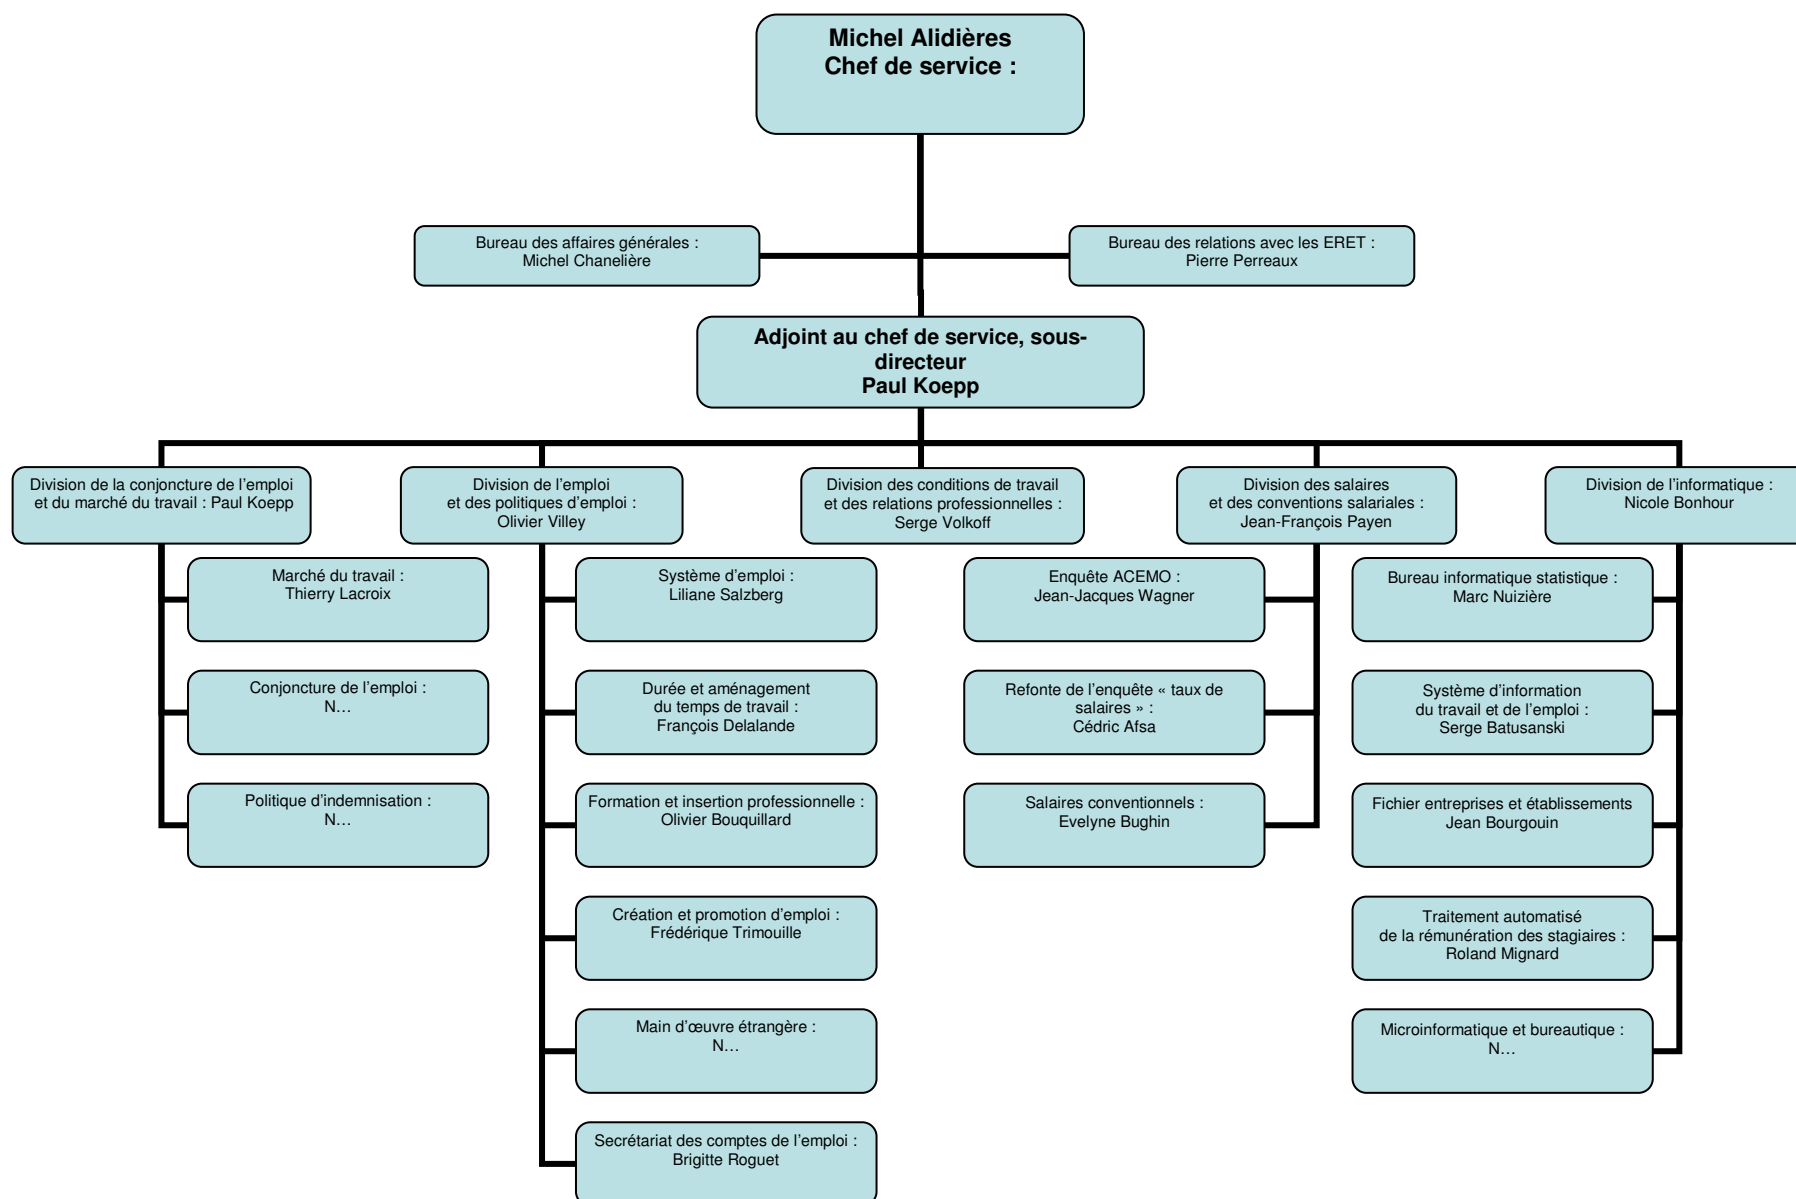 Michel Alidières
Chef de service :
Bureau des affaires générales :
Michel Chanelière
Bureau des relations avec les ERET :
Pierre Perreaux
Adjoint au chef de service, sous-
directeur
Paul Koepp
Division de la conjoncture de l’emploi
et du marché du travail : Paul Koepp
Division de l’emploi
et des politiques d’emploi :
Olivier Villey
Division des conditions de travail
et des relations professionnelles :
Serge Volkoff
Division des salaires
et des conventions salariales :
Jean-François Payen
Division de l’informatique :
Nicole Bonhour
Marché du travail :
Thierry Lacroix
Conjoncture de l’emploi :
N…
Politique d’indemnisation :
N…
Système d’emploi :
Liliane Salzberg
Durée et aménagement
du temps de travail :
François Delalande
Formation et insertion professionnelle :
Olivier Bouquillard
Création et promotion d’emploi :
Frédérique Trimouille
Main d’œuvre étrangère :
N…
Secrétariat des comptes de l’emploi :
Brigitte Roguet
Enquête ACEMO :
Jean-Jacques Wagner
Refonte de l’enquête « taux de
salaires » :
Cédric Afsa
Salaires conventionnels :
Evelyne Bughin
Bureau informatique statistique :
Marc Nuizière
Système d’information
du travail et de l’emploi :
Serge Batusanski
Fichier entreprises et établissements
Jean Bourgouin
Traitement automatisé
de la rémunération des stagiaires :
Roland Mignard
Microinformatique et bureautique :
N…